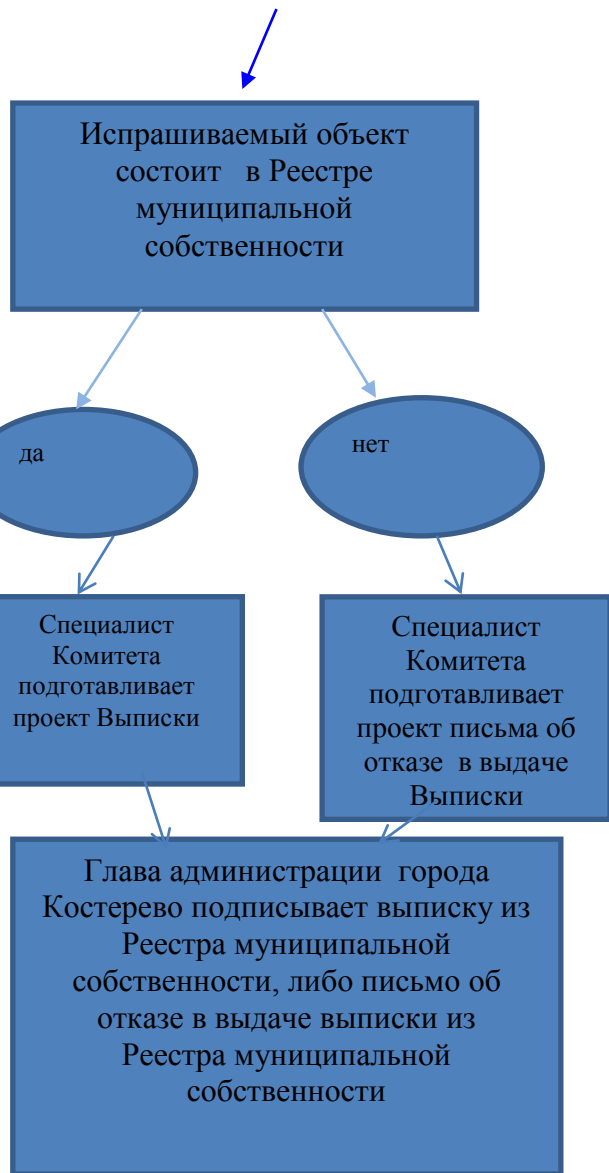 Испрашиваемый объект
состоит в Реестре
муниципальной
собственности
да
нет
Специалист
Комитета
подготавливает
проект Выписки
Специалист
Комитета
подготавливает
проект письма об
отказе в выдаче
Выписки
Глава администрации города
Костерево подписывает выписку из
Реестра муниципальной
собственности, либо письмо об
отказе в выдаче выписки из
Реестра муниципальной
собственности